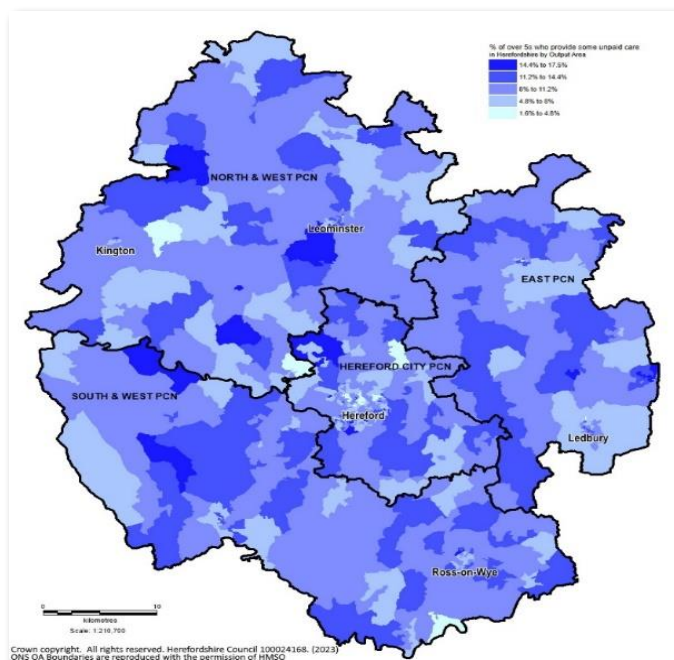 % of over 5s who provide some unpaid care
in Herefordshire by Output Area
14.4% to 17.5%
11.2% to 14.4%
8% to 11.2%
4.8% to 8%
1.6% to 4.8%
NORTH & WEST PCN
Leominster
Kington
EAST PCN
HEREFORD CITY PCN
SOUTH & WEST PCN
Hereford
Ledbury
Ross-on-Wye
0 10
kilometres
Scale: 1:210,700
Crown copyright. All rights reserved. Herefordshire Council 100024168. (2023)
ONS OA Boundaries are reproduced with the permission of HMSO